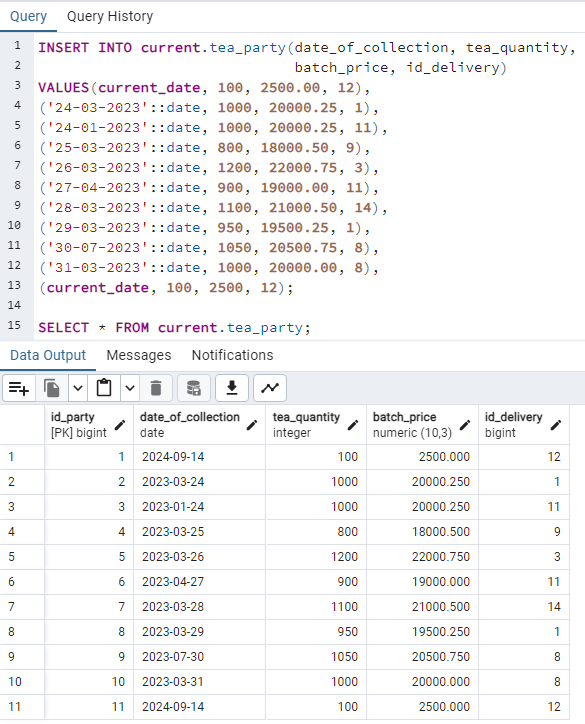 Query Query History
1 INSERT INTO current.tea_party(date_of_collection, tea_quantity,
2 batch_price, id_delivery)
3 VALUES(current_date, 100, 2500.00, 12),
4 ('24-03-2023'::date, 1000, 20000.25, 1),
5 ('24-01-2023'::date, 1000, 20000.25, 11),
6 ('25-03-2023'::date, 800, 18000.50, 9),
7 ('26-03-2023'::date, 1200, 22000.75, 3),
8 ('27-04-2023'::date, 900, 19000.00, 11),
9 ('28-03-2023'::date, 1100, 21000.50, 14),
10 ('29-03-2023'::date, 950, 19500.25, 1),
11 ('30-07-2023'::date, 1050, 20500.75, 8),
12 ('31-03-2023'::date, 1000, 20000.00, 8),
13 (current_date, 100, 2500, 12);
14
15 SELECT * FROM current.tea_party;
Data Output Messages Notifications
id_party date_of_collection tea_quantity batch_price id_delivery
[PK] bigint date integer numeric (10,3) bigint
1 1 2024-09-14 100 2500.000 12
2 2 2023-03-24 1000 20000.250 1
3 3 2023-01-24 1000 20000.250 11
4 4 2023-03-25 800 18000.500 9
5 5 2023-03-26 1200 22000.750 3
6 6 2023-04-27 900 19000.000 11
7 7 2023-03-28 1100 21000.500 14
8 8 2023-03-29 950 19500.250 1
9 9 2023-07-30 1050 20500.750 8
10 10 2023-03-31 1000 20000.000 8
11 11 2024-09-14 100 2500.000 12